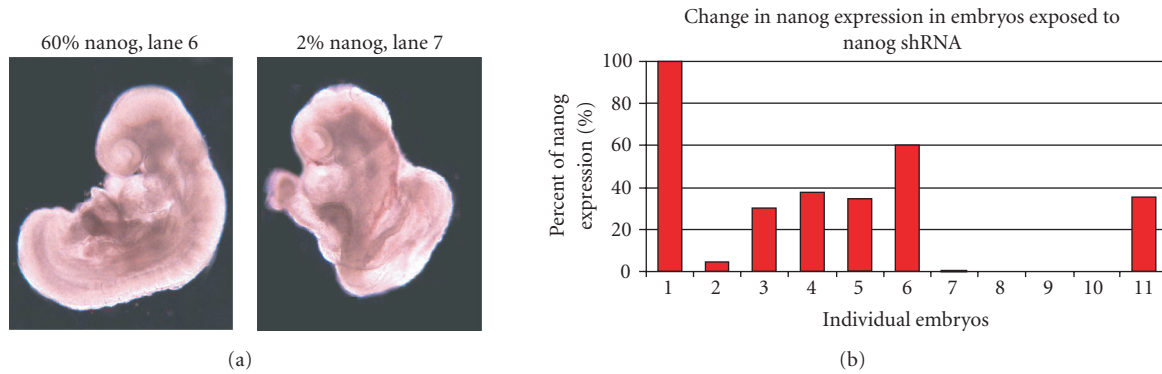 60% nanog, lane 6
2% nanog, lane 7
(a)
Change in nanog expression in embryos exposed to
nanog shRNA
Percent of nanog
expression (%)
100
80
60
40
20
0
1 2 3 4 5 6 7 8 9 10 11
Individual embryos
(b)